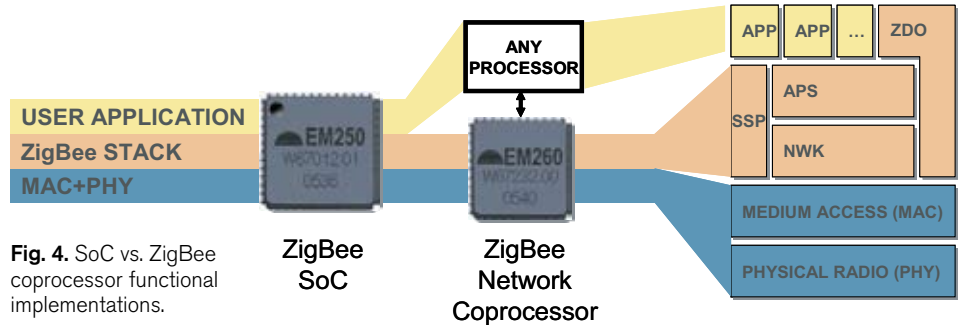 USER APPLICATION
ZigBee STACK
MAC+PHY
EM250
W67012.01
0536
ANY
PROCESSOR
EM260
W67232.00
0540
APP
APP
...
ZDO
SSP
APS
NWK
MEDIUM ACCESS (MAC)
PHYSICAL RADIO (PHY)
ZigBee
SoC
ZigBee
Network
Coprocessor
Fig. 4. SoC vs. ZigBee
coprocessor functional
implementations.